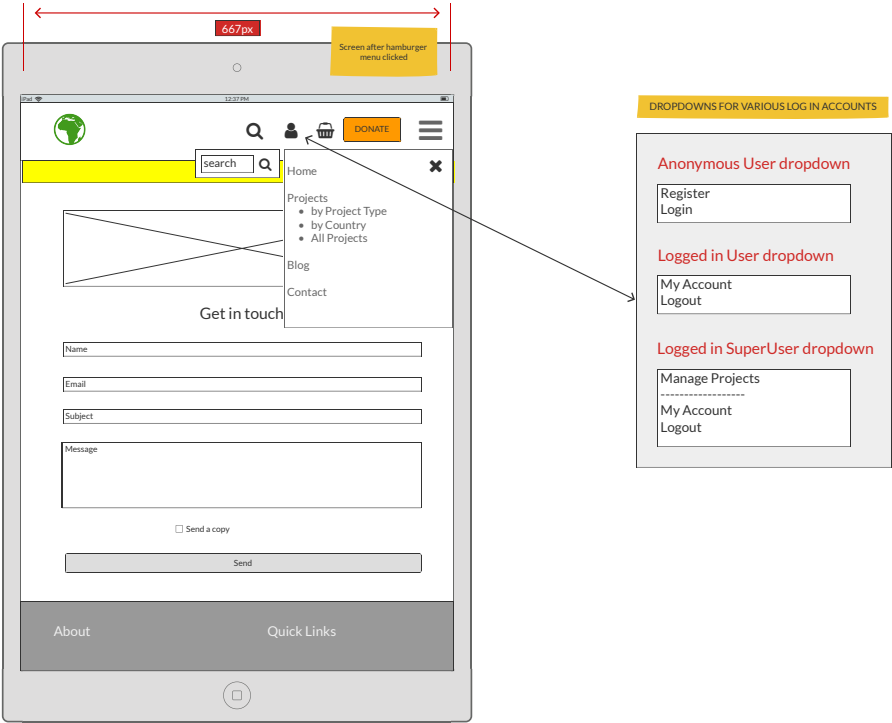 667px
Screen after hamburger
menu clicked
iPad
12:37 PM
DONATE
search
Home
Projects
• by Project Type
• by Country
• All Projects
Blog
Contact
Get in touch
Name
Email
Subject
Message
Send a copy
Send
About
Quick Links
DROPDOWNS FOR VARIOUS LOG IN ACCOUNTS
Anonymous User dropdown
Register
Login
Logged in User dropdown
My Account
Logout
Logged in SuperUser dropdown
Manage Projects
------------------
My Account
Logout